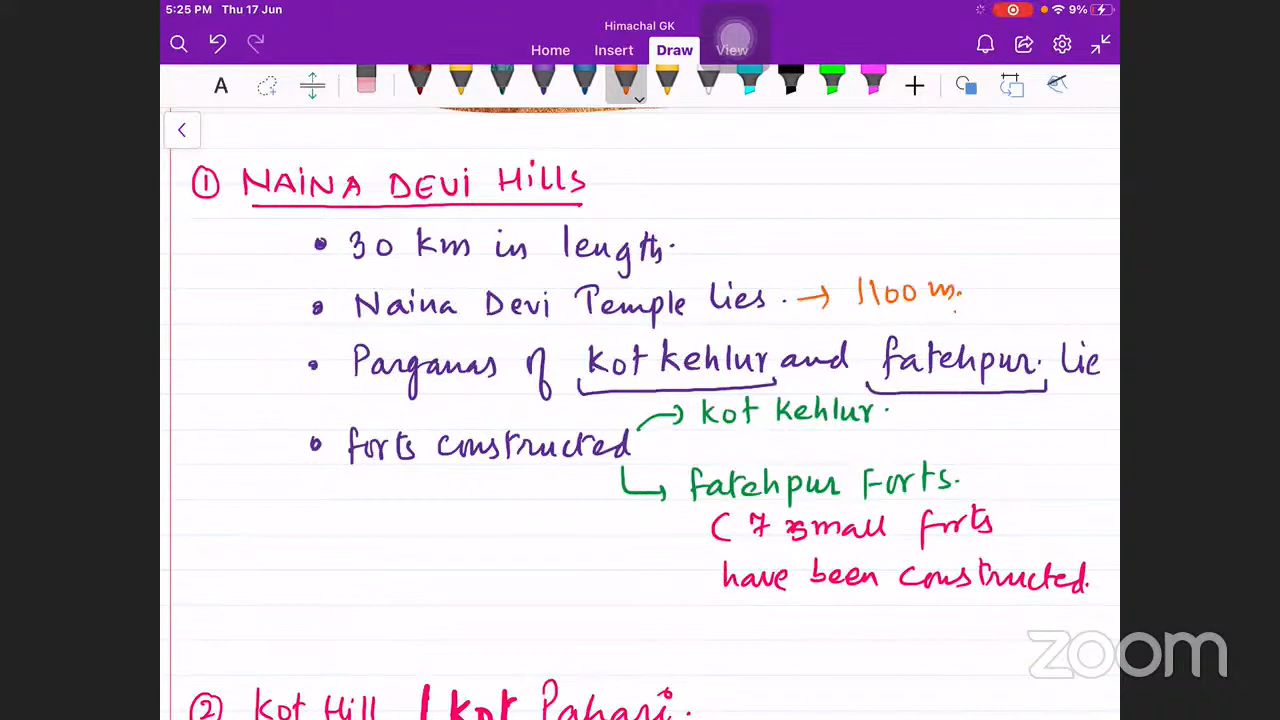 5:25 PM Thu 17 Jun
9%
Himachal GK
Home Insert Draw View
A
① NAINA DEVI HILLS
• 30 km in length.
• Naina Devi Temple lies. → 1100 m.
• Parganas of Kot Kehlur and fatehpur. lie
→ Kot Kehlur.
• forts constructed
→ fatehpur Forts.
( 7 small forts
have been constructed.
zoom
② Kot Hill / Kot Pahari.